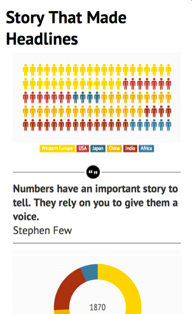 Story That Made
Headlines
Western Europe USA Japan China India Africa
Numbers have an important story to
tell. They rely on you to give them a
voice.
Stephen Few
1870